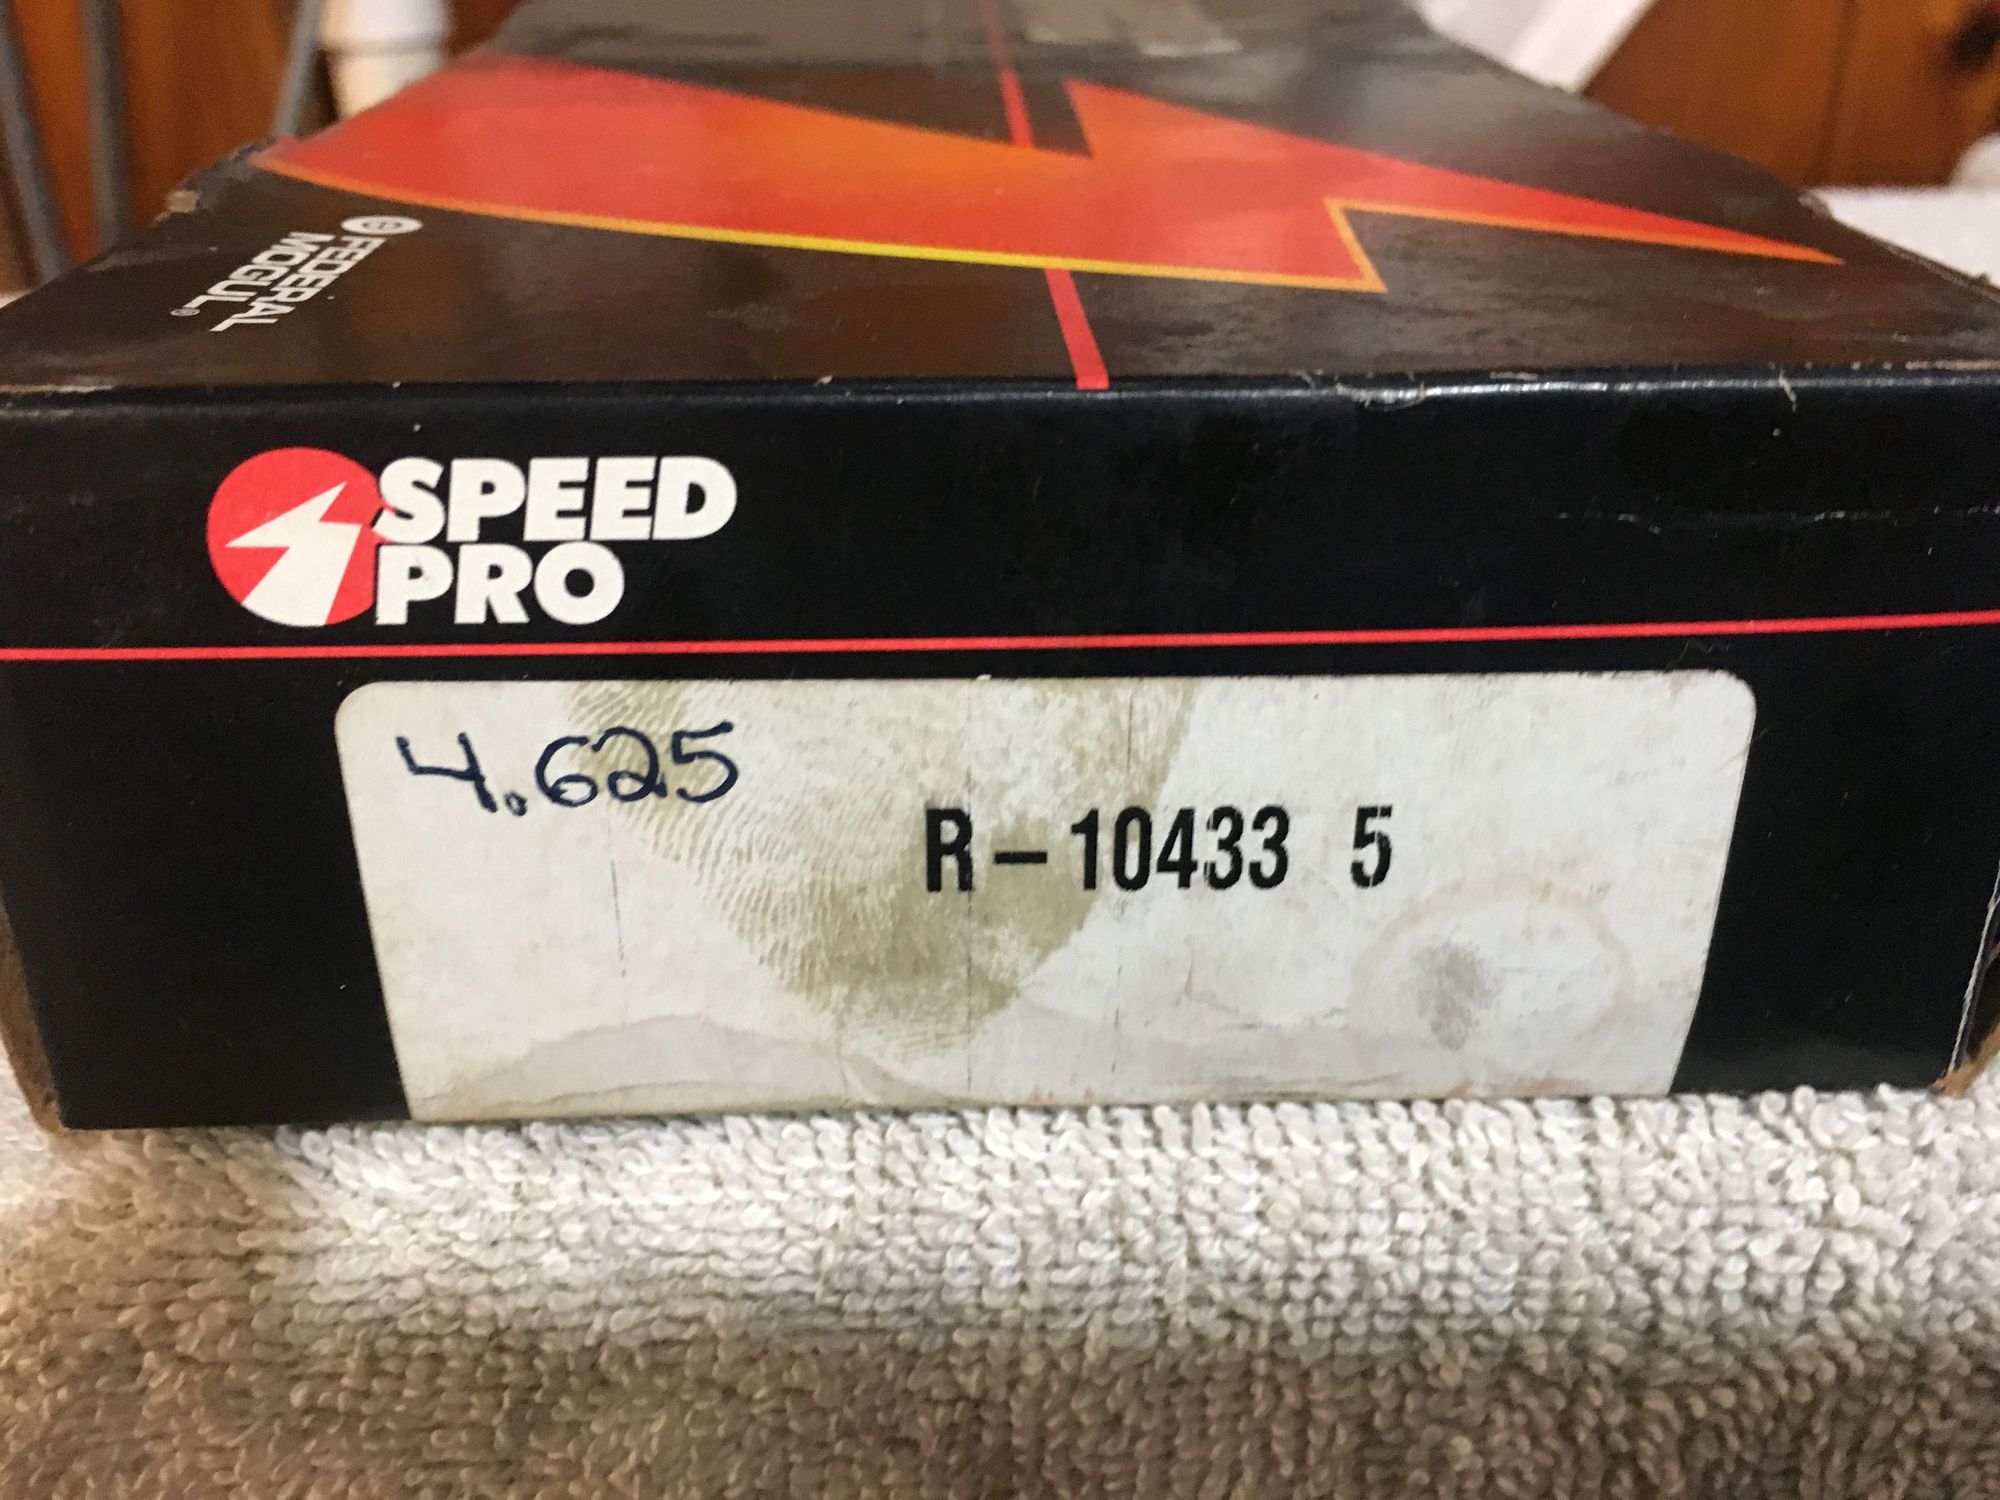 FEDERAL
MOGUL®
SPEED
PRO
4.625
R-10433 5